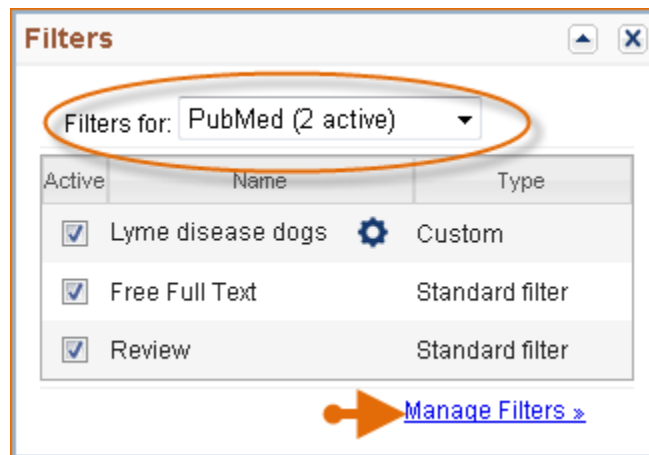 Filters
Filters for: PubMed (2 active)
Active Name Type
Lyme disease dogs Custom
Free Full Text Standard filter
Review Standard filter
Manage Filters »